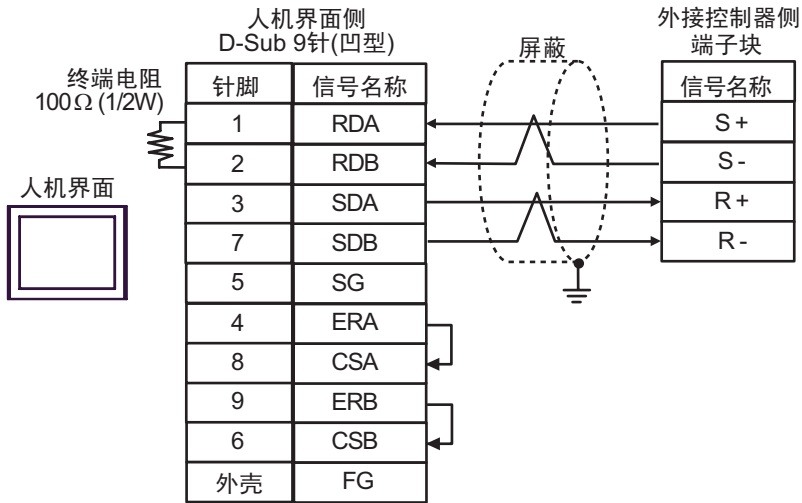 人机界面侧
D-Sub 9针(凹型)
外接控制器侧
端子块
屏蔽
终端电阻
100Ω (1/2W)
针脚 信号名称
信号名称
1 RDA
S+
2 RDB
S-
人机界面
3 SDA
R+
7 SDB
R-
5 SG
4 ERA
8 CSA
9 ERB
6 CSB
外壳 FG